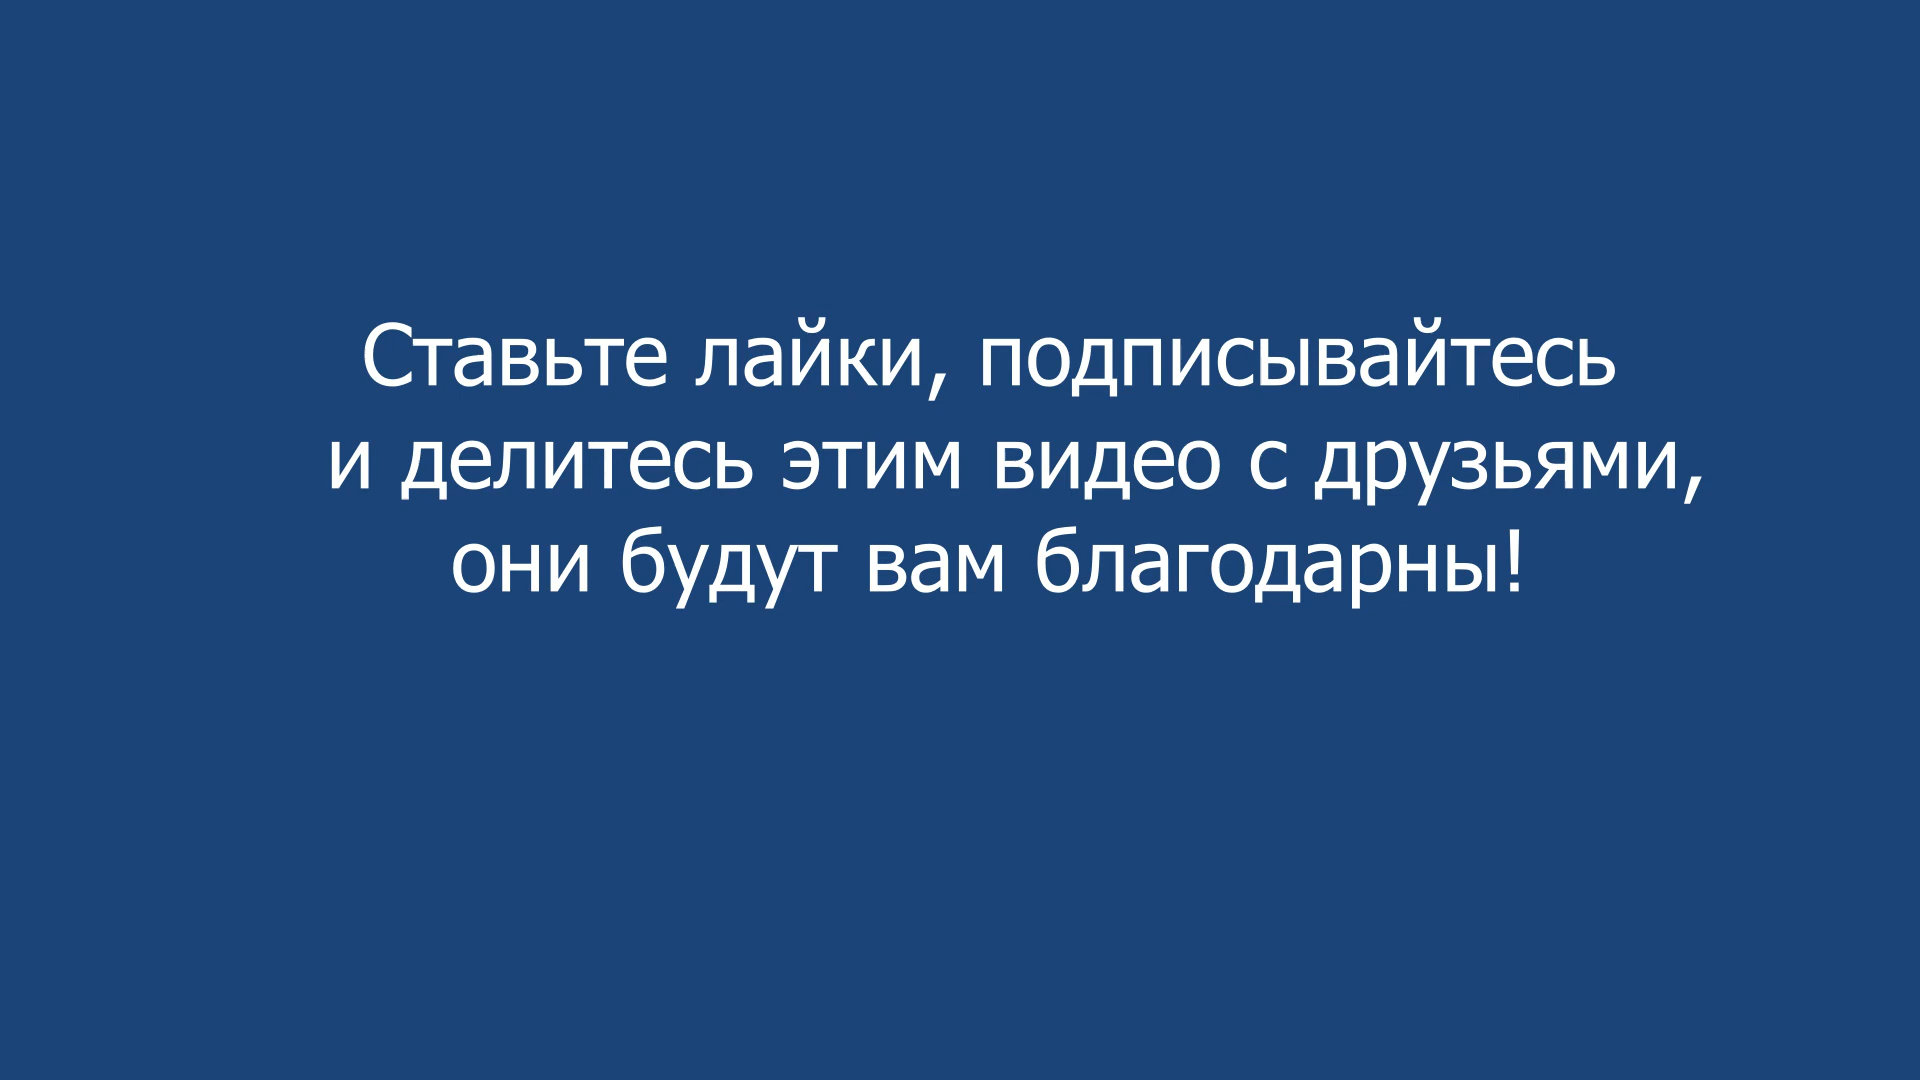 Ставьте лайки, подписывайтесь
и делитесь этим видео с друзьями,
они будут вам благодарны!